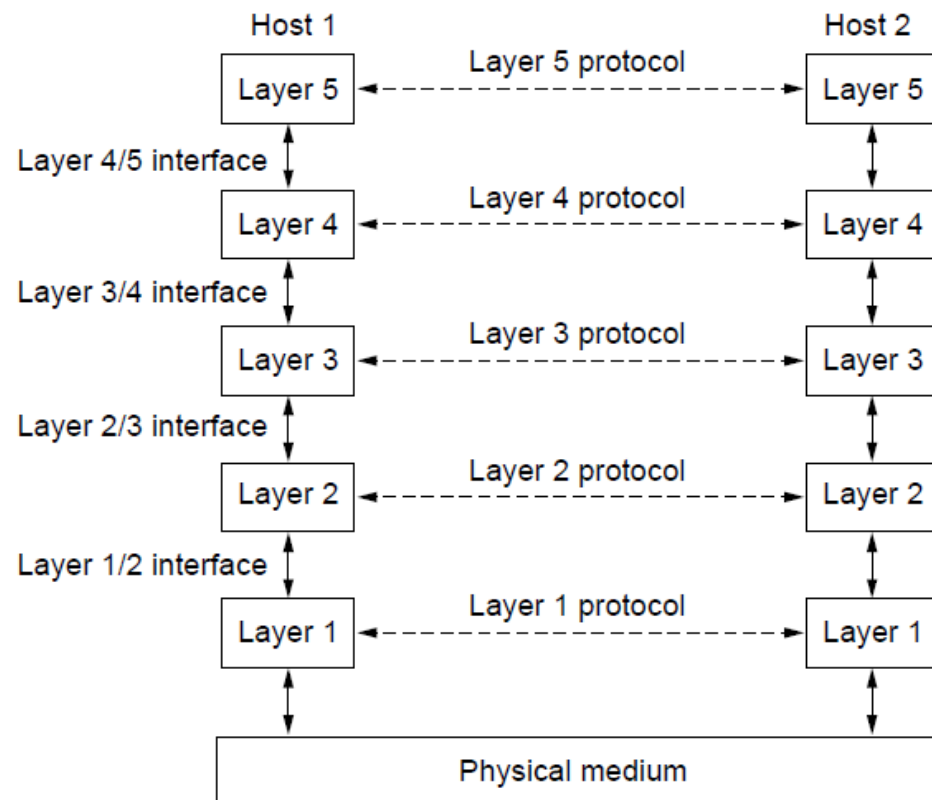 Host 1
Host 2
Layer 5
Layer 5 protocol
Layer 5
Layer 4/5 interface
Layer 4
Layer 4 protocol
Layer 4
Layer 3/4 interface
Layer 3
Layer 3 protocol
Layer 3
Layer 2/3 interface
Layer 2
Layer 2 protocol
Layer 2
Layer 1/2 interface
Layer 1
Layer 1 protocol
Layer 1
Physical medium